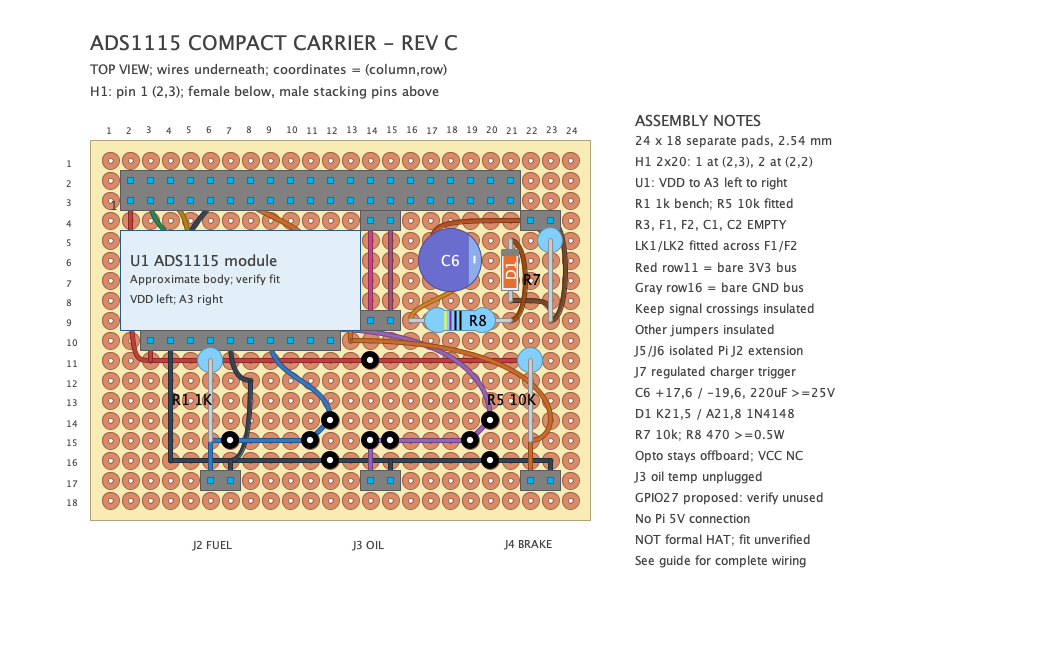 ADS1115 COMPACT CARRIER – REV C
TOP VIEW; wires underneath; coordinates = (column,row)
H1: pin 1 (2,3); female below, male stacking pins above
1 2 3 4 5 6 7 8 9 10 11 12 13 14 15 16 17 18 19 20 21 22 23 24
1
2
3
4
5
6
7
8
9
10
11
12
13
14
15
16
17
18
1
U1 ADS1115 module
Approximate body; verify fit
VDD left; A3 right
C6
D1
R7
R8
R1 1K
R5 10K
J2 FUEL
J3 OIL
J4 BRAKE
ASSEMBLY NOTES
24 x 18 separate pads, 2.54 mm
H1 2x20: 1 at (2,3), 2 at (2,2)
U1: VDD to A3 left to right
R1 1k bench; R5 10k fitted
R3, F1, F2, C1, C2 EMPTY
LK1/LK2 fitted across F1/F2
Red row11 = bare 3V3 bus
Gray row16 = bare GND bus
Keep signal crossings insulated
Other jumpers insulated
J5/J6 isolated Pi J2 extension
J7 regulated charger trigger
C6 +17,6 / -19,6, 220uF >=25V
D1 K21,5 / A21,8 1N4148
R7 10k; R8 470 >=0.5W
Opto stays offboard; VCC NC
J3 oil temp unplugged
GPIO27 proposed: verify unused
No Pi 5V connection
NOT formal HAT; fit unverified
See guide for complete wiring